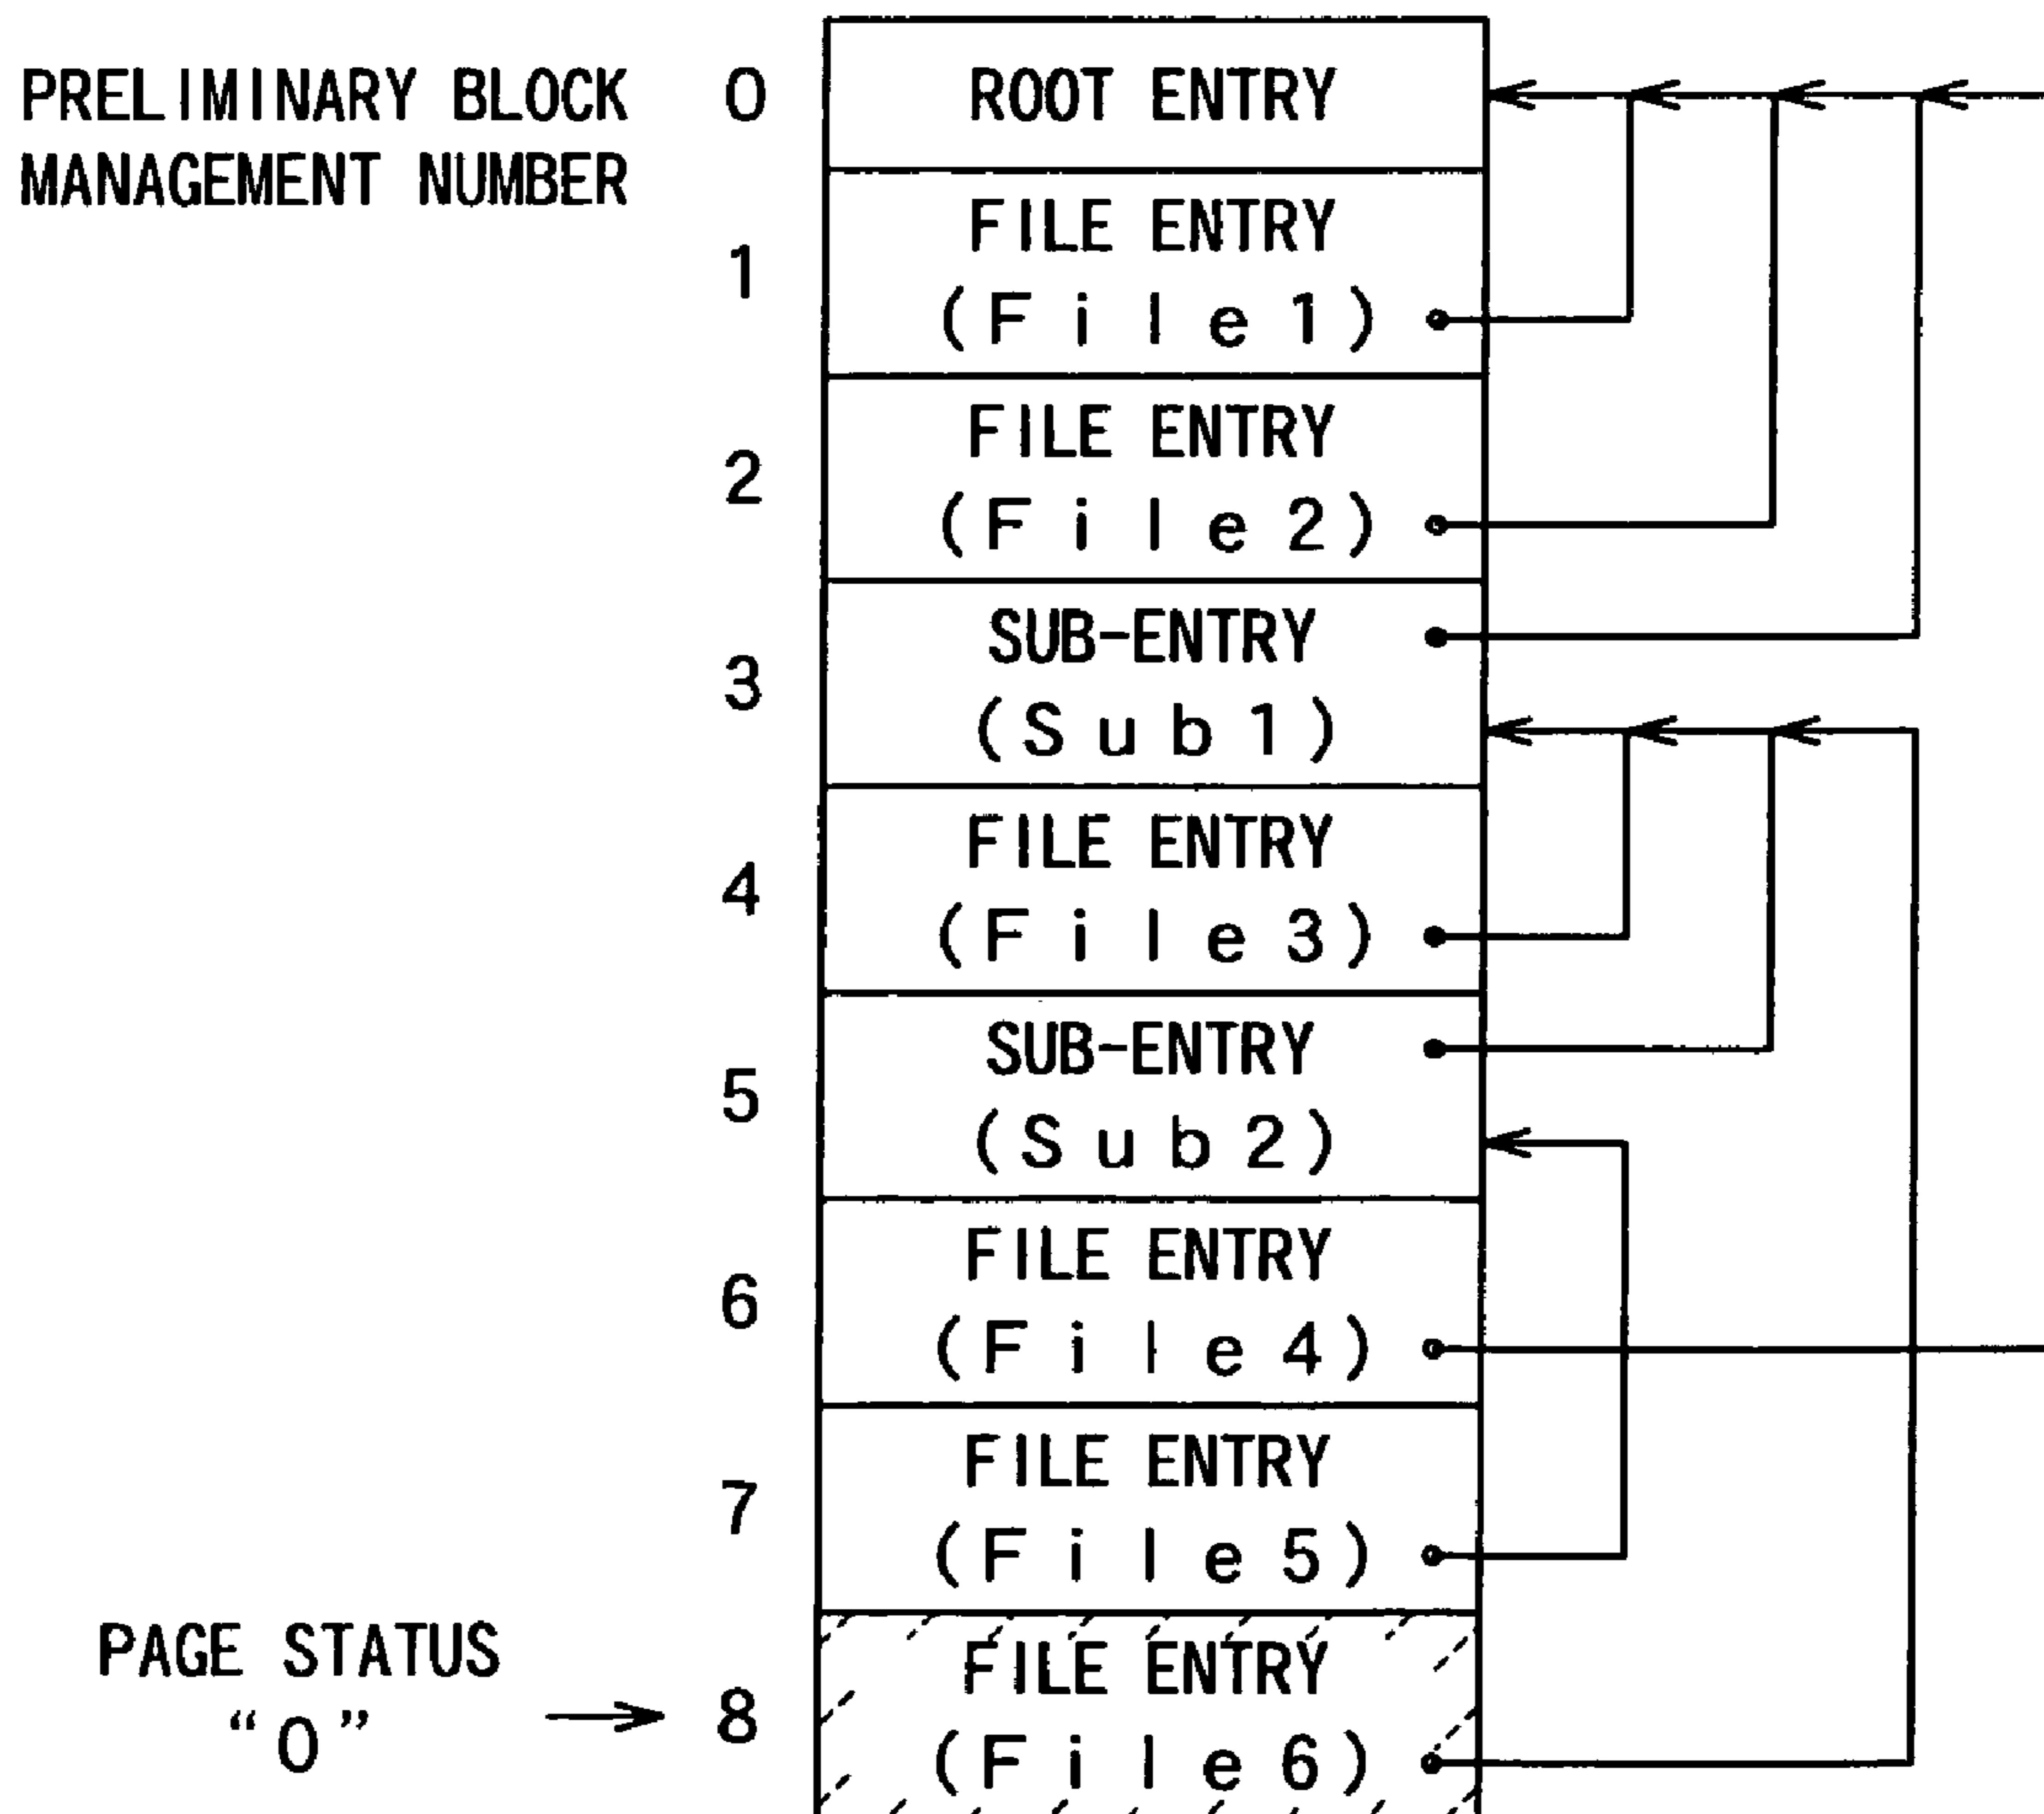 PRELIMINARY BLOCK
MANAGEMENT NUMBER
0
ROOT ENTRY
1
FILE ENTRY
(File1)
2
FILE ENTRY
(File2)
3
SUB-ENTRY
(Sub1)
4
FILE ENTRY
(File3)
5
SUB-ENTRY
(Sub2)
6
FILE ENTRY
(File4)
7
FILE ENTRY
(File5)
PAGE STATUS
“0”
8
FILE ENTRY
(File6)